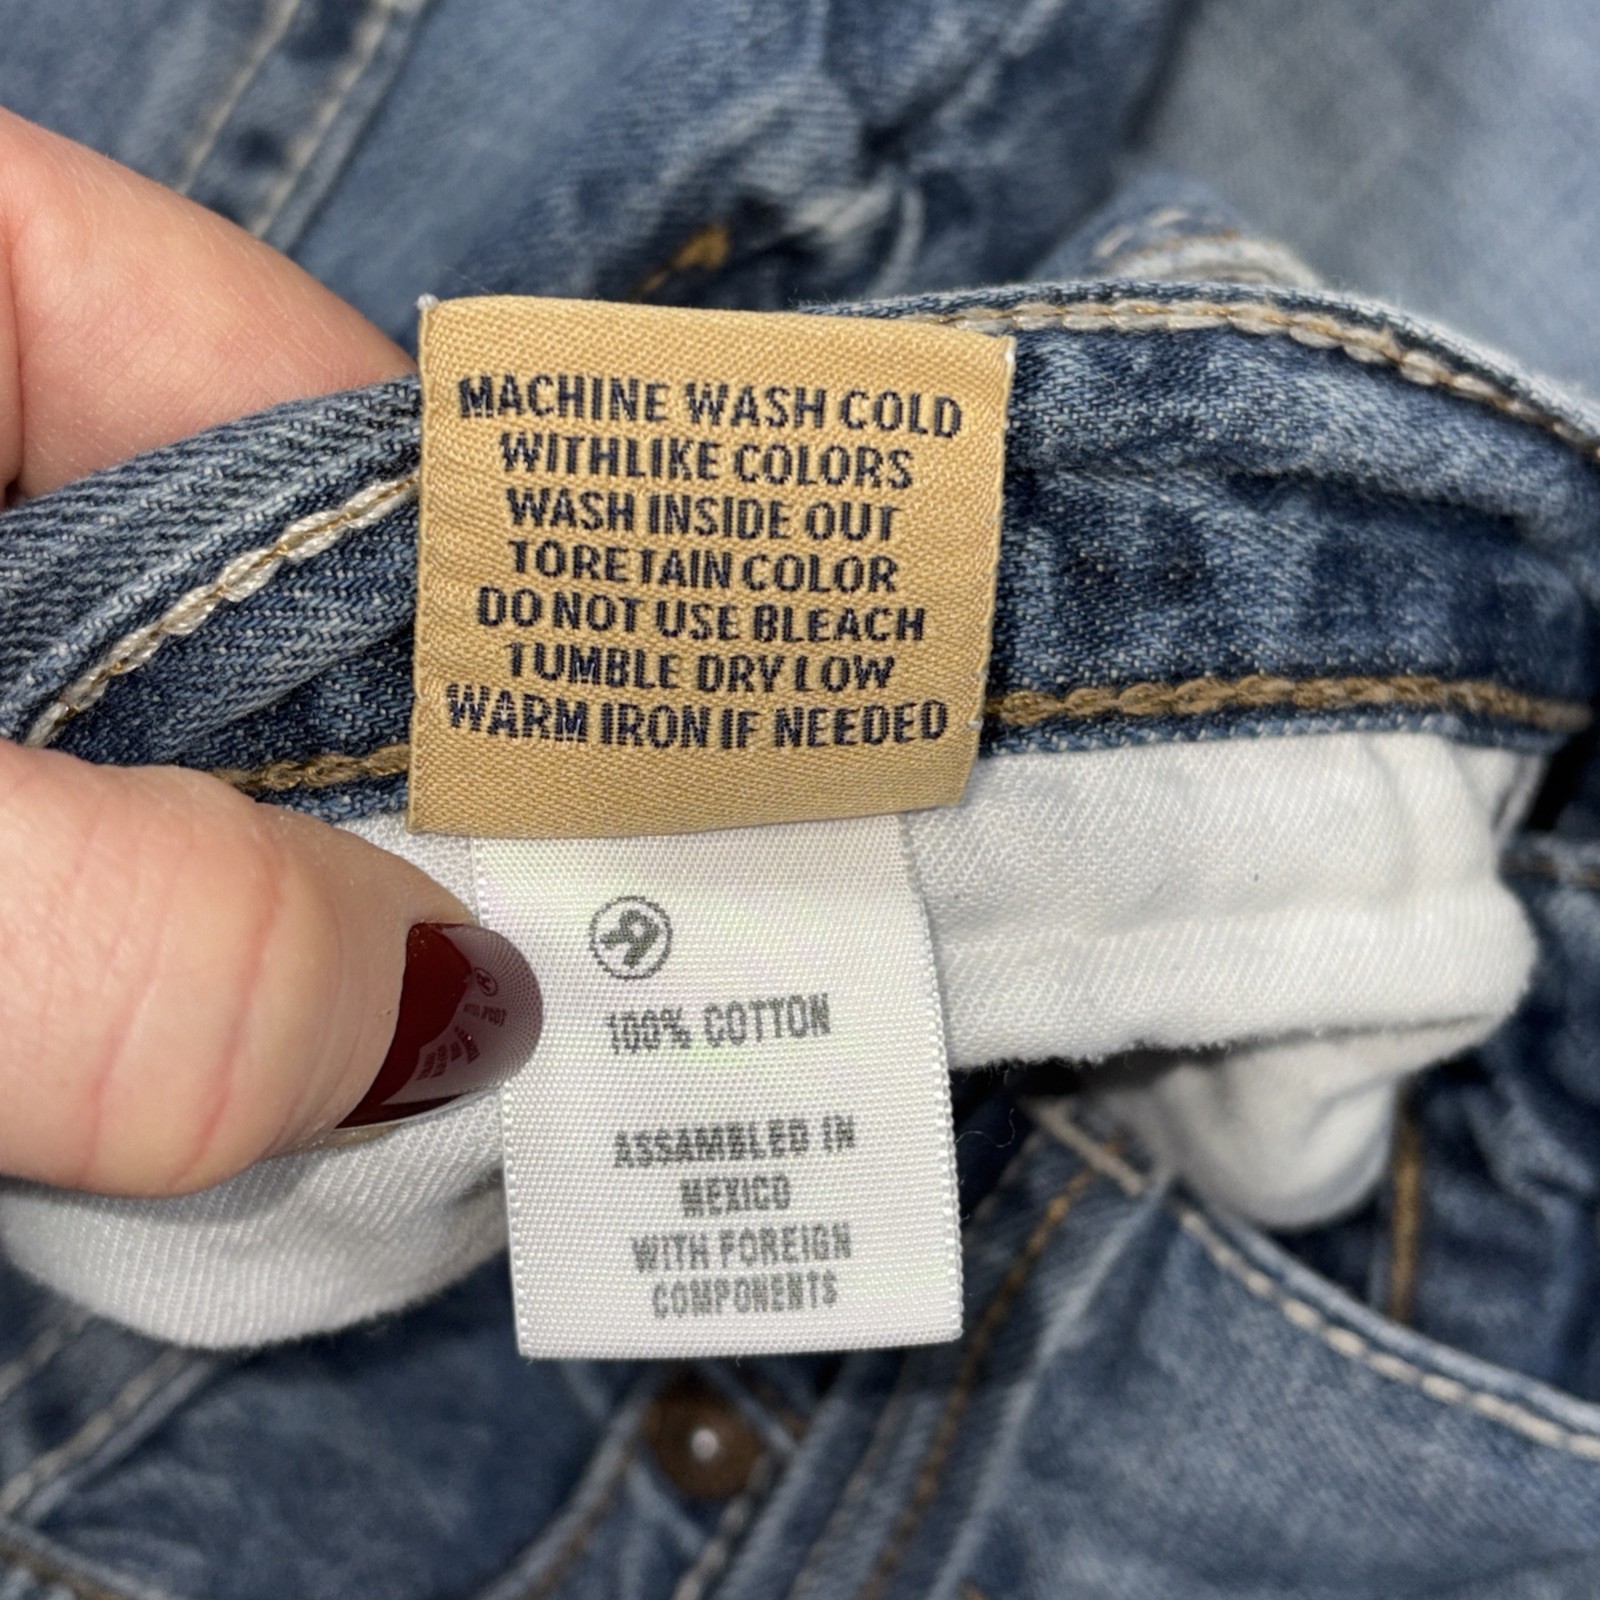 MACHINE WASH COLD
WITHLIKE COLORS
WASH INSIDE OUT
TORETAIN COLOR
DO NOT USE BLEACH
TUMBLE DRY LOW
WARM IRON IF NEEDED
100% COTTON
ASSAMBLED IN
MEXICO
WITH FOREIGN
COMPONENTS